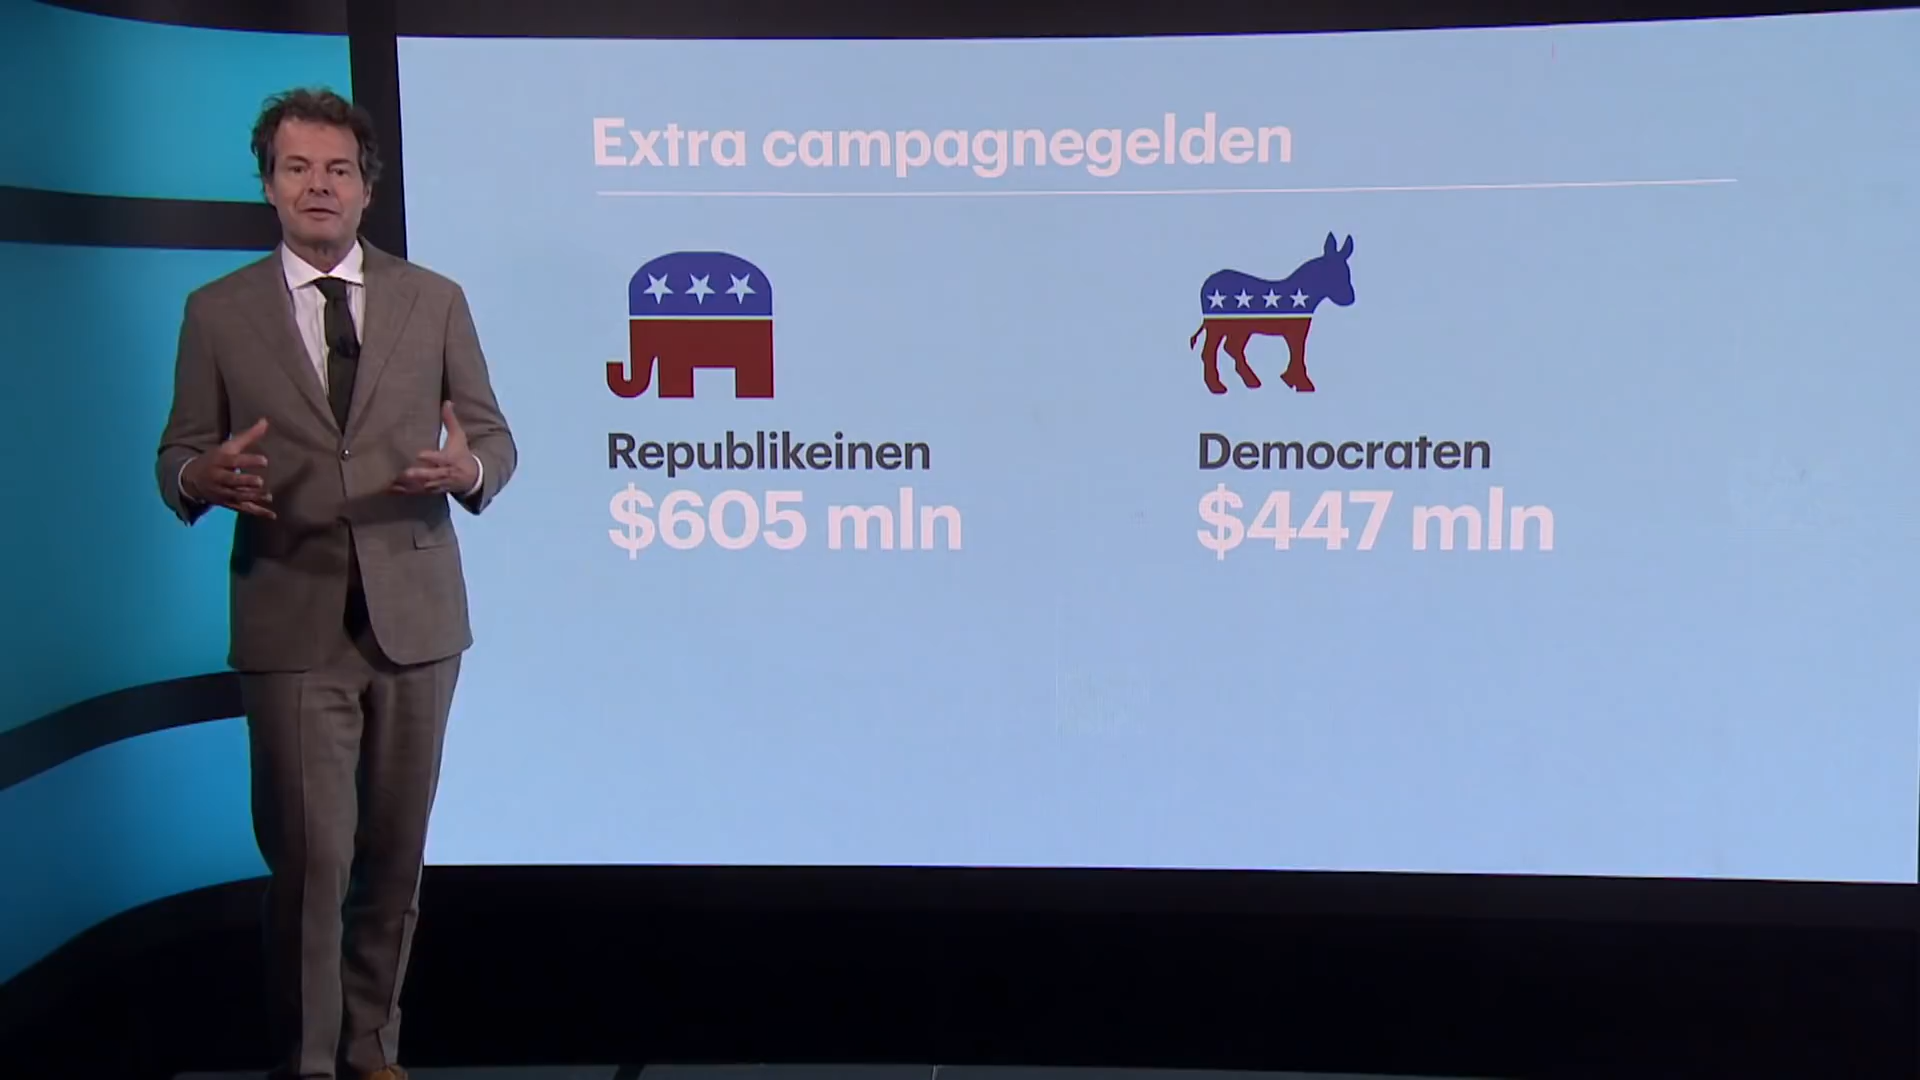 Extra campagnegelden
Republikeinen
$605 mln
Democraten
$447 mln